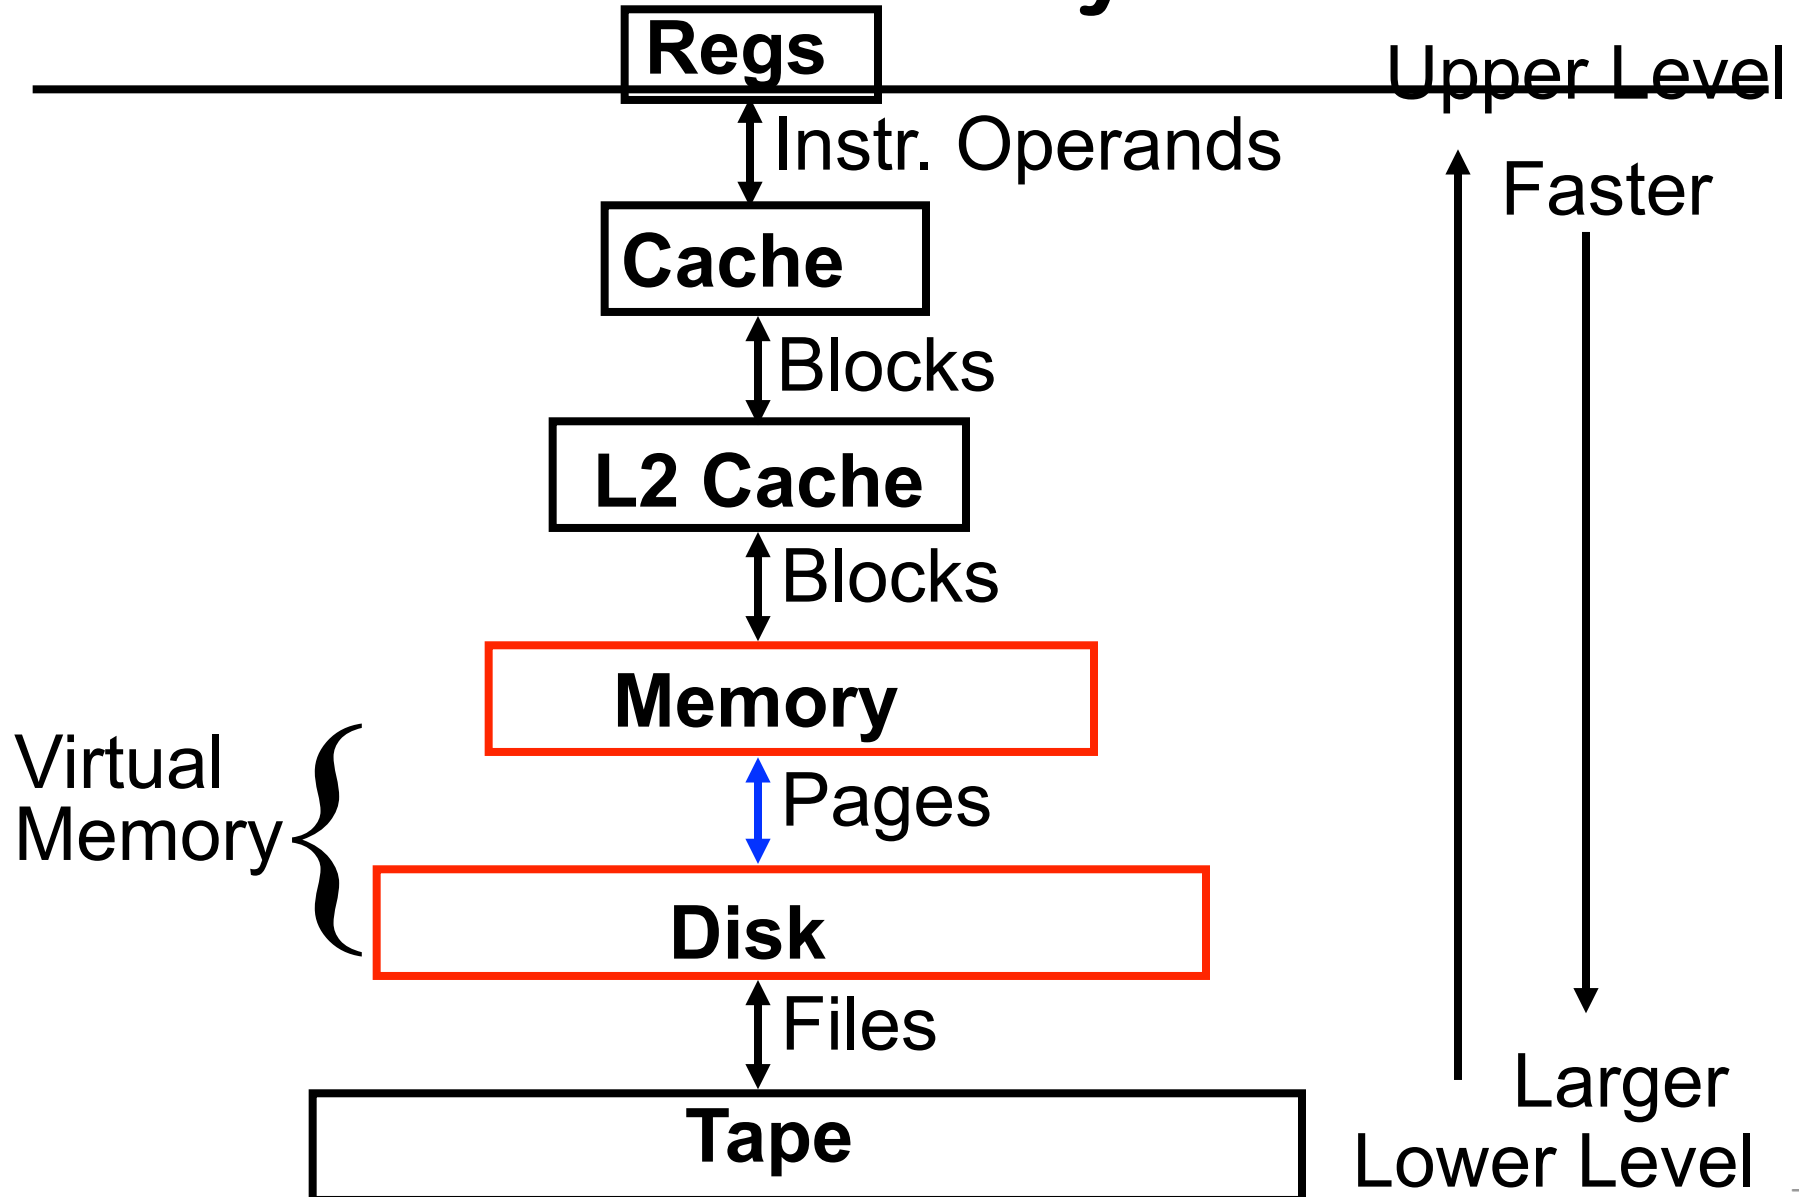 Regs
Upper Level
Instr. Operands
Faster
Cache
Blocks
L2 Cache
Blocks
Memory
Virtual
Memory
Pages
Disk
Files
Larger
Tape
Lower Level